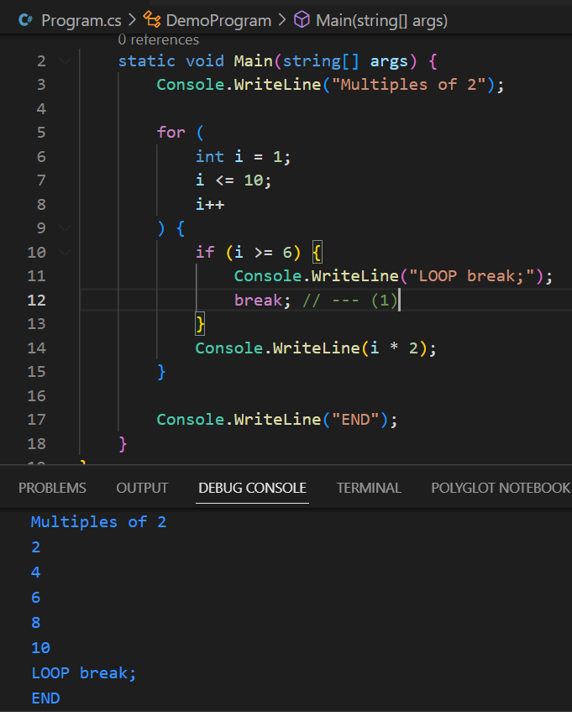 Program.cs > DemoProgram > Main(string[] args)
0 references
2 static void Main(string[] args) {
3 Console.WriteLine("Multiples of 2");
4
5 for (
6 int i = 1;
7 i <= 10;
8 i++
9 ) {
10 if (i >= 6) {
11 Console.WriteLine("LOOP break;");
12 break; // --- (1)
13 }
14 Console.WriteLine(i * 2);
15 }
16
17 Console.WriteLine("END");
18 }
}
PROBLEMS OUTPUT DEBUG CONSOLE TERMINAL POLYGLOT NOTEBOOK
Multiples of 2
2
4
6
8
10
LOOP break;
END